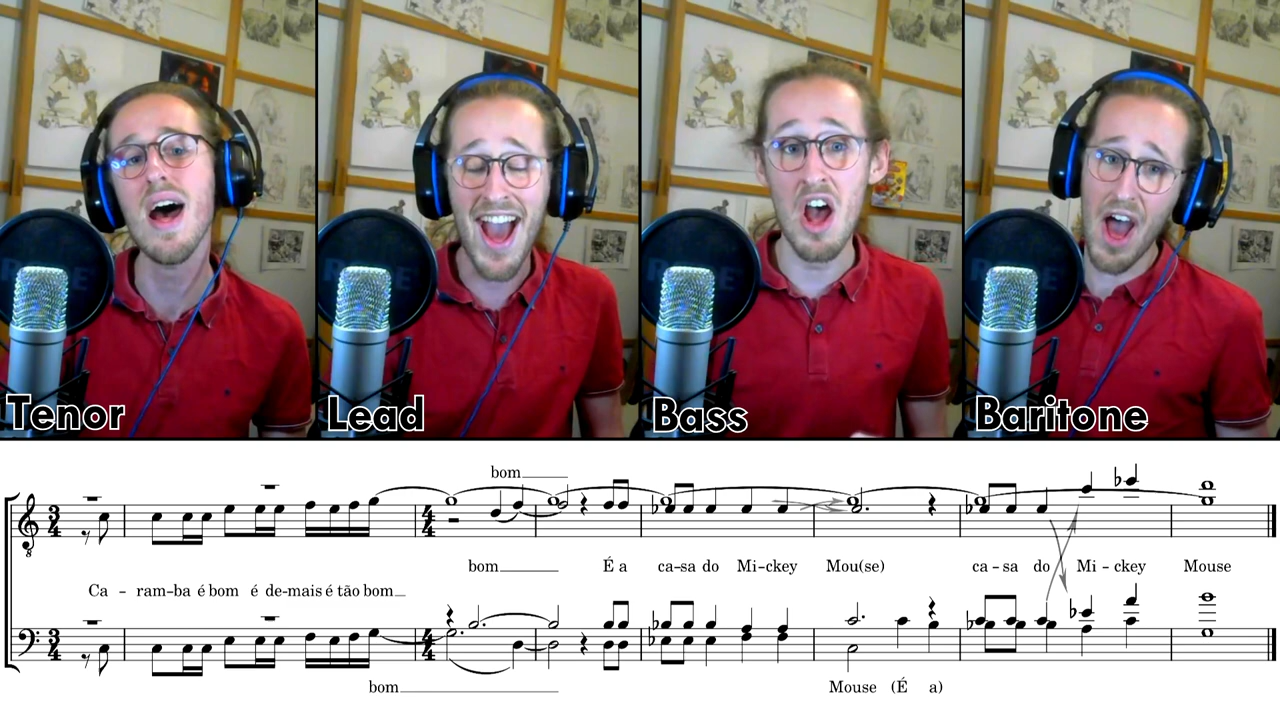 Tenor
Lead
Bass
Baritone
bom
bom É a ca-sa do Mi-ckey Mou(se) ca-sa do Mi-ckey Mouse
Ca-ram-ba é bom é de-mais é tão bom
bom Mouse (É a)